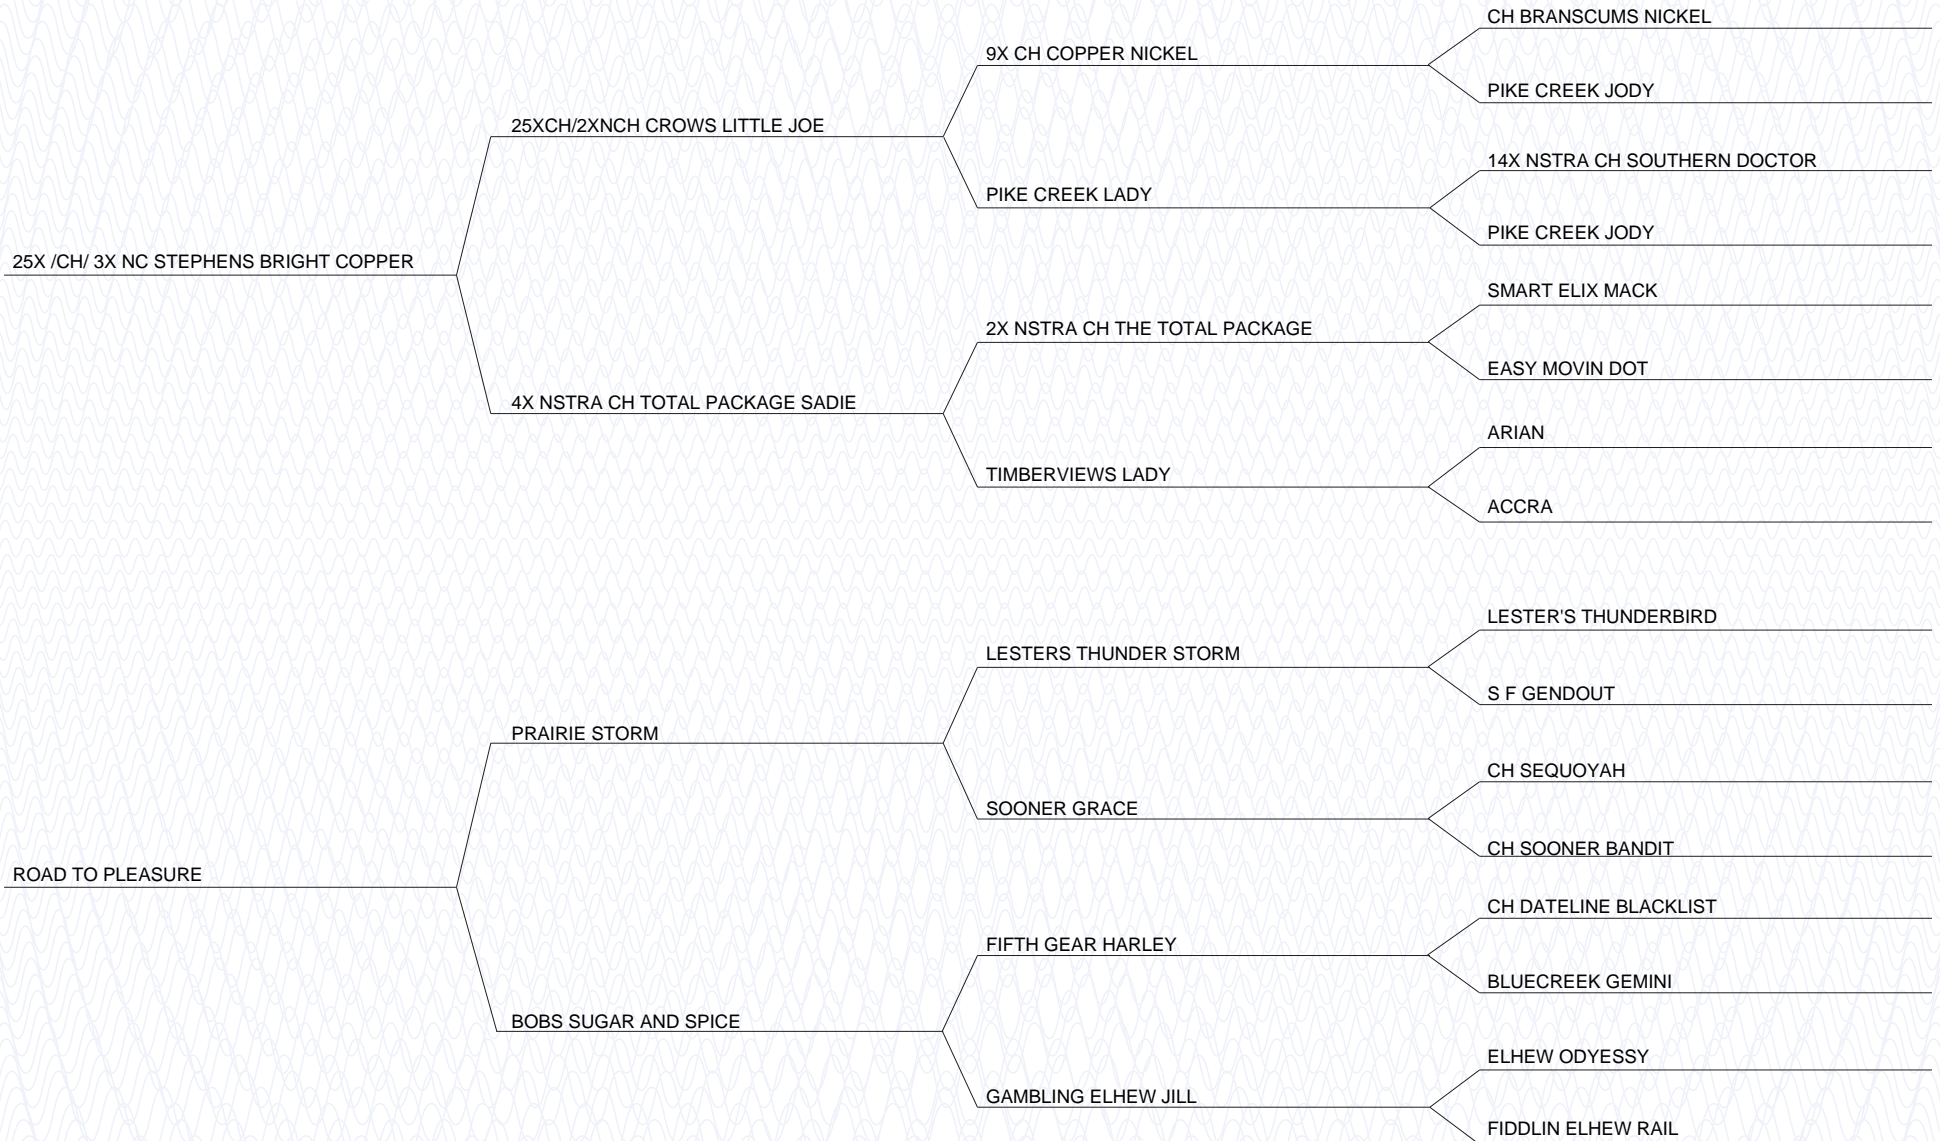 CH BRANSCUMS NICKEL
9X CH COPPER NICKEL
PIKE CREEK JODY
25XCH/2XNCH CROWS LITTLE JOE
14X NSTRA CH SOUTHERN DOCTOR
PIKE CREEK LADY
PIKE CREEK JODY
25X /CH/ 3X NC STEPHENS BRIGHT COPPER
SMART ELIX MACK
2X NSTRA CH THE TOTAL PACKAGE
EASY MOVIN DOT
4X NSTRA CH TOTAL PACKAGE SADIE
ARIAN
TIMBERVIEWS LADY
ACCRA
LESTER'S THUNDERBIRD
LESTERS THUNDER STORM
S F GENDOUT
PRAIRIE STORM
CH SEQUOYAH
SOONER GRACE
CH SOONER BANDIT
ROAD TO PLEASURE
CH DATELINE BLACKLIST
FIFTH GEAR HARLEY
BLUECREEK GEMINI
BOBS SUGAR AND SPICE
ELHEW ODYESSY
GAMBLING ELHEW JILL
FIDDLIN ELHEW RAIL